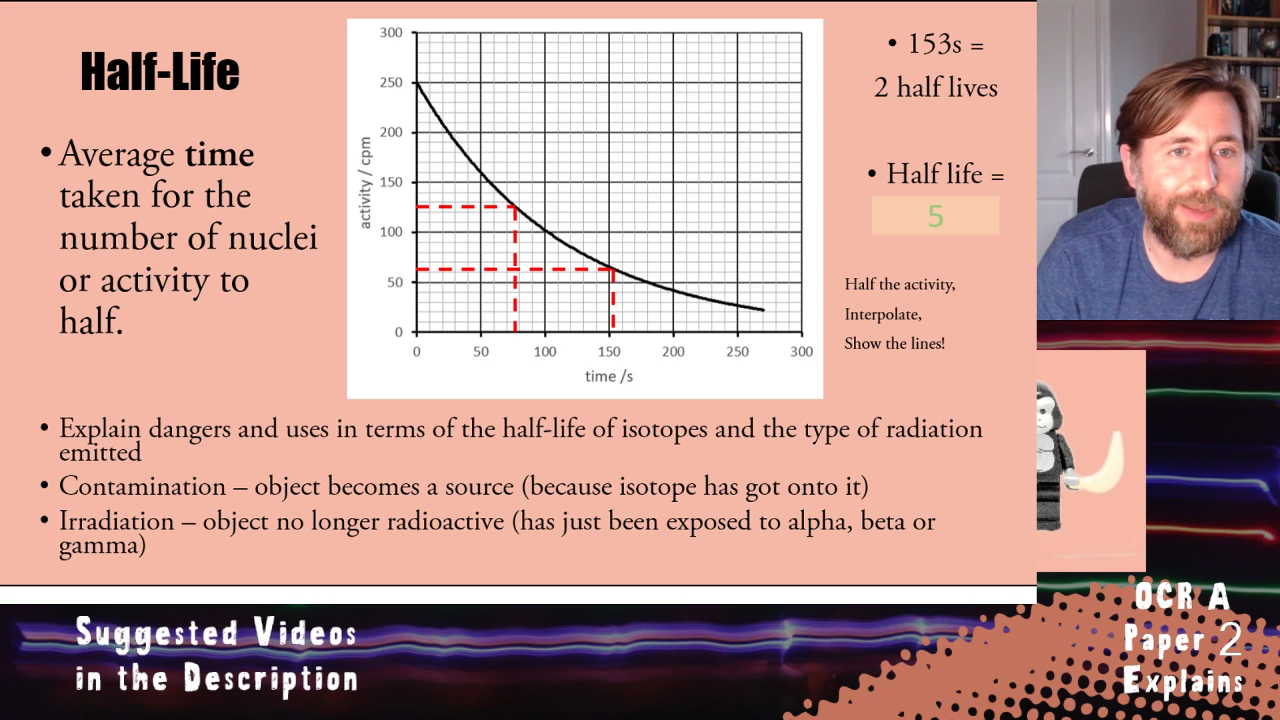 Half-Life
• Average time
taken for the
number of nuclei
or activity to
half.
300
250
200
150
100
50
0
activity / cpm
0 50 100 150 200 250 300
time /s
• 153s =
2 half lives
• Half life =
5
Half the activity,
Interpolate,
Show the lines!
• Explain dangers and uses in terms of the half-life of isotopes and the type of radiation
emitted
• Contamination – object becomes a source (because isotope has got onto it)
• Irradiation – object no longer radioactive (has just been exposed to alpha, beta or
gamma)
Suggested Videos
in the Description
OCR A
Paper 2
Explains